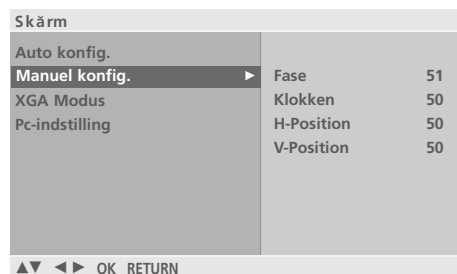 Skärm
Auto konfig.
Manuel konfig. ►
XGA Modus
Pc-indstilling
Fase 51
Klokken 50
H-Position 50
V-Position 50
▲▼ ◄► OK RETURN